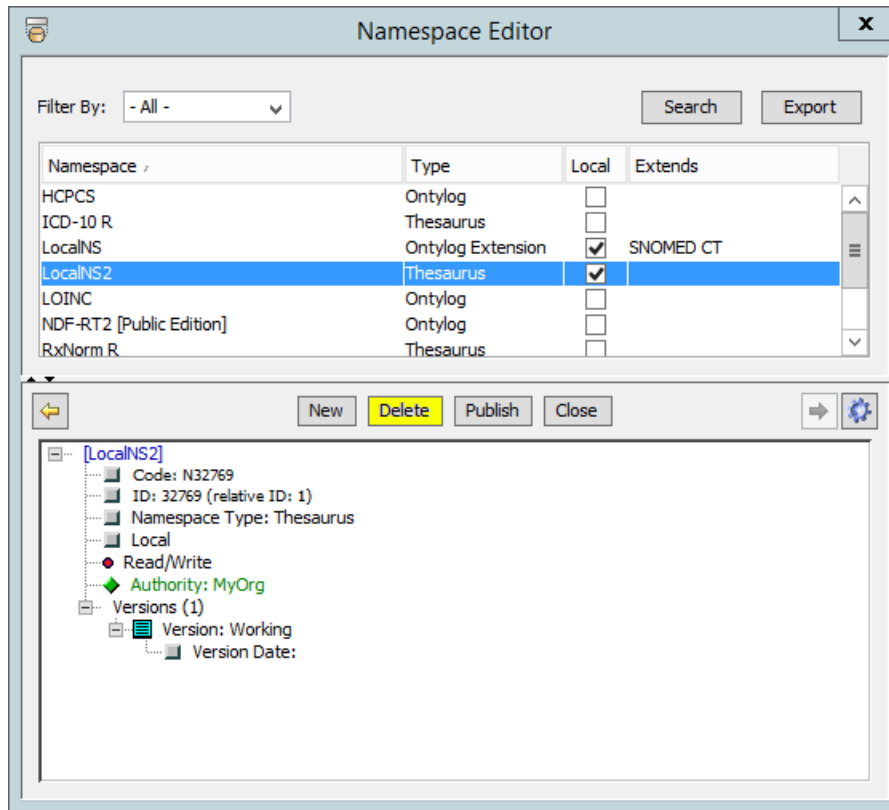 Namespace Editor
x
Filter By: - All - Search Export
Namespace Type Local Extends
HCPCS Ontylog
ICD-10 R Thesaurus
LocalNS Ontylog Extension SNOMED CT
LocalNS2 Thesaurus
LOINC Ontylog
NDF-RT2 [Public Edition] Ontylog
RxNorm R Thesaurus
New Delete Publish Close
[LocalNS2]
Code: N32769
ID: 32769 (relative ID: 1)
Namespace Type: Thesaurus
Local
Read/Write
Authority: MyOrg
Versions (1)
Version: Working
Version Date: